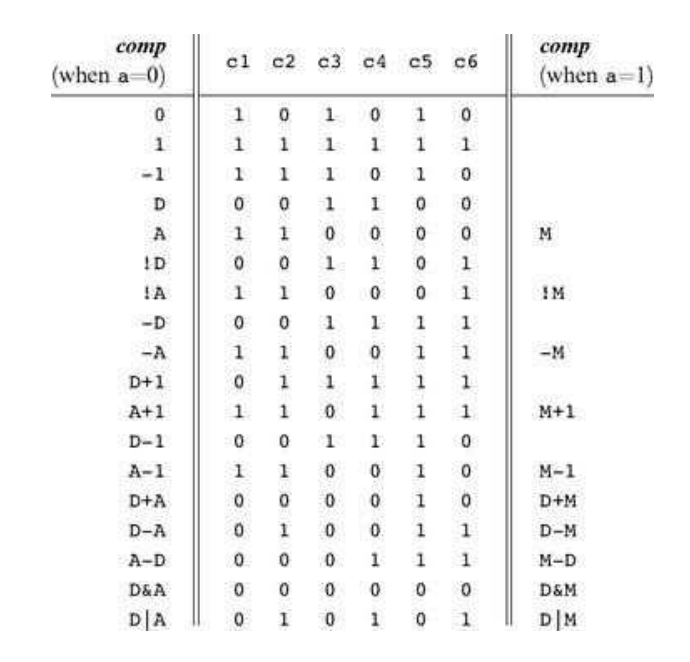 comp c1 c2 c3 c4 c5 c6 comp
(when a=0) (when a=1)
0 1 0 1 0 1 0
1 1 1 1 1 1 1
-1 1 1 1 0 1 0
D 0 0 1 1 0 0
A 1 1 0 0 0 0 M
!D 0 0 1 1 0 1
!A 1 1 0 0 0 1 !M
-D 0 0 1 1 1 1
-A 1 1 0 0 1 1 -M
D+1 0 1 1 1 1 1
A+1 1 1 0 1 1 1 M+1
D-1 0 0 1 1 1 0
A-1 1 1 0 0 1 0 M-1
D+A 0 0 0 0 1 0 D+M
D-A 0 1 0 0 1 1 D-M
A-D 0 0 0 1 1 1 M-D
D&A 0 0 0 0 0 0 D&M
D|A 0 1 0 1 0 1 D|M